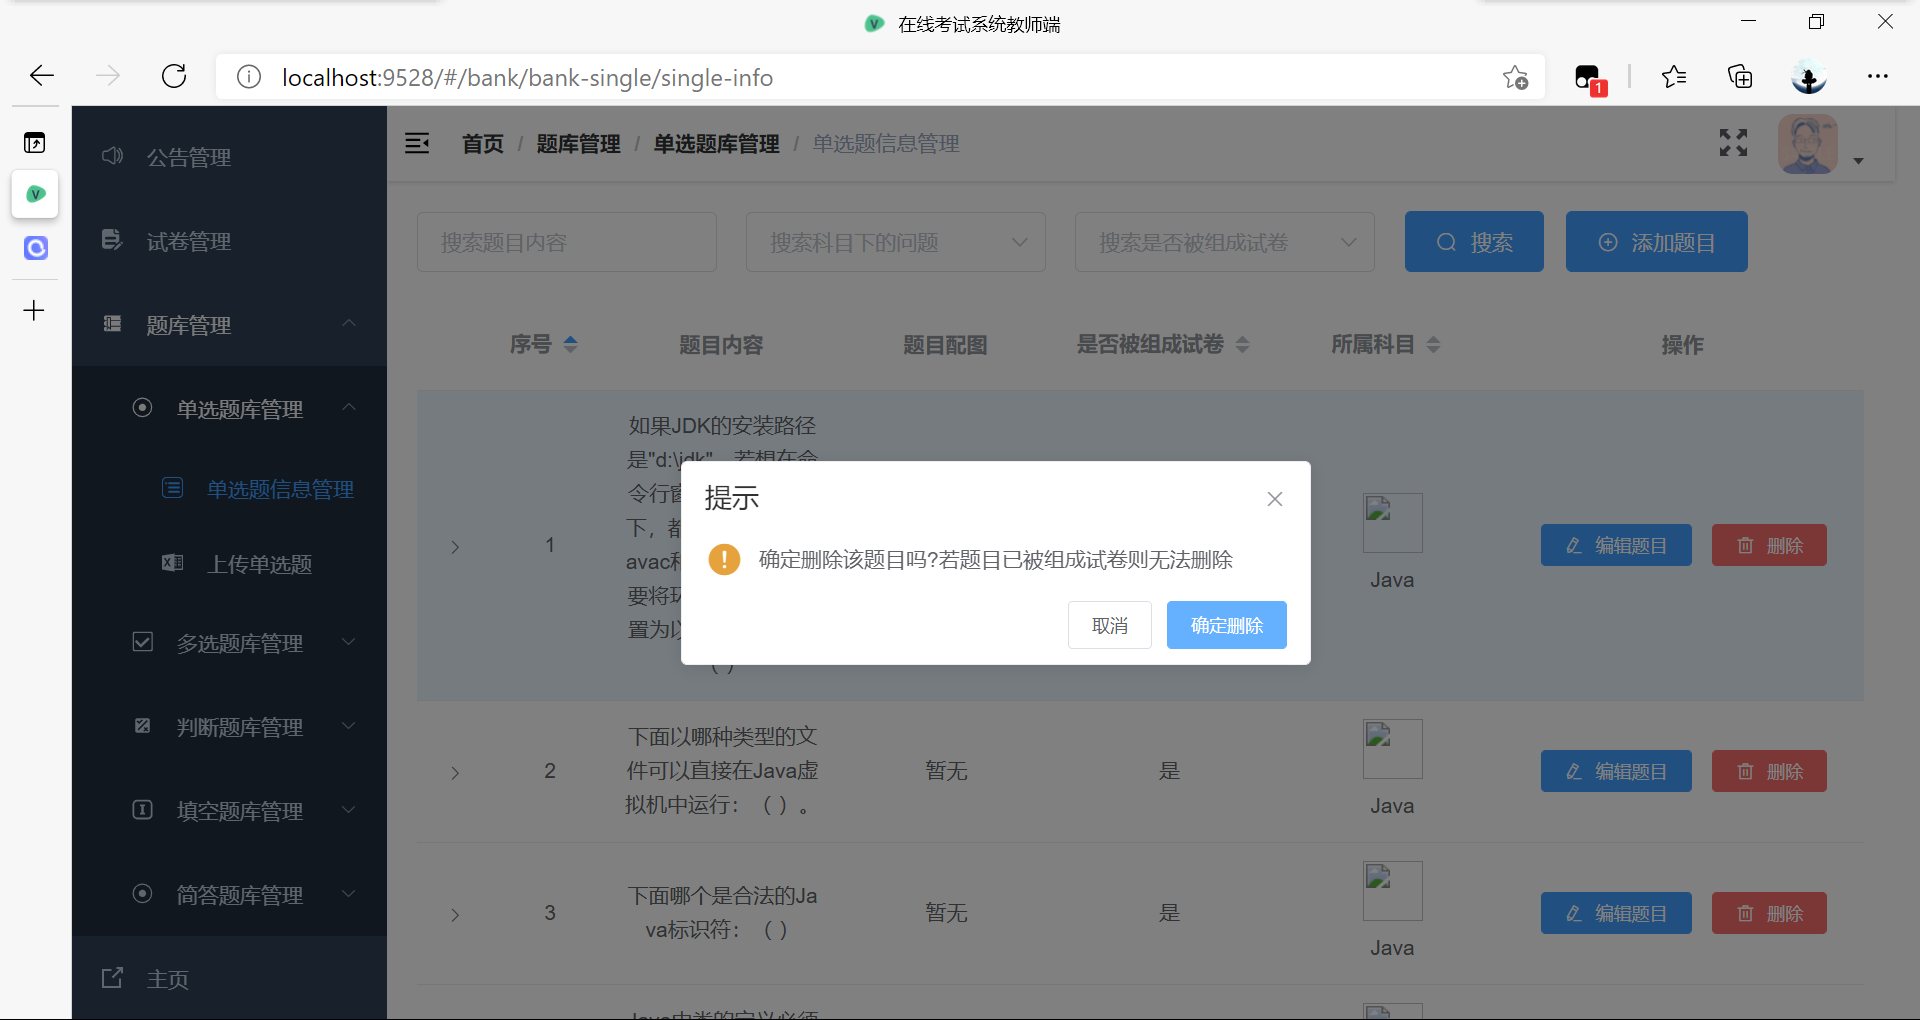 在线考试系统教师端
localhost:9528/#/bank/bank-single/single-info
1
公告管理
试卷管理
题库管理
单选题库管理
单选题信息管理
上传单选题
多选题库管理
判断题库管理
填空题库管理
简答题库管理
主页
首页 / 题库管理 / 单选题库管理 / 单选题信息管理
搜索题目内容
搜索科目下的问题
搜索是否被组成试卷
搜索
添加题目
序号 题目内容 题目配图 是否被组成试卷 所属科目 操作
1
如果JDK的安装路径
是"d:\jdk"，若想在命
令行窗
下，都
avac和
要将环
置为以
Java
编辑题目
删除
提示
确定删除该题目吗?若题目已被组成试卷则无法删除
取消
确定删除
2
下面以哪种类型的文
件可以直接在Java虚
拟机中运行：（ ）。
暂无
是
Java
编辑题目
删除
3
下面哪个是合法的Ja
va标识符：（ ）
暂无
是
Java
编辑题目
删除